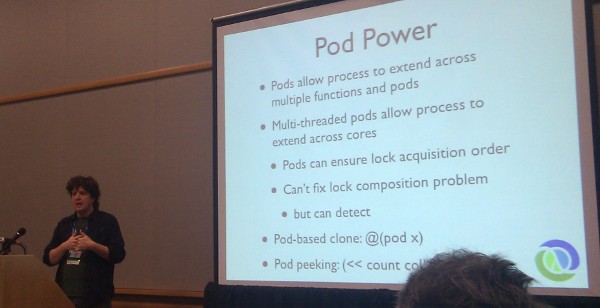 Pod Power
Pods allow process to extend across
multiple functions and pods
Multi-threaded pods allow process to
extend across cores
Pods can ensure lock acquisition order
Can't fix lock composition problem
but can detect
Pod-based clone: @(pod x)
Pod peeking: (<< count